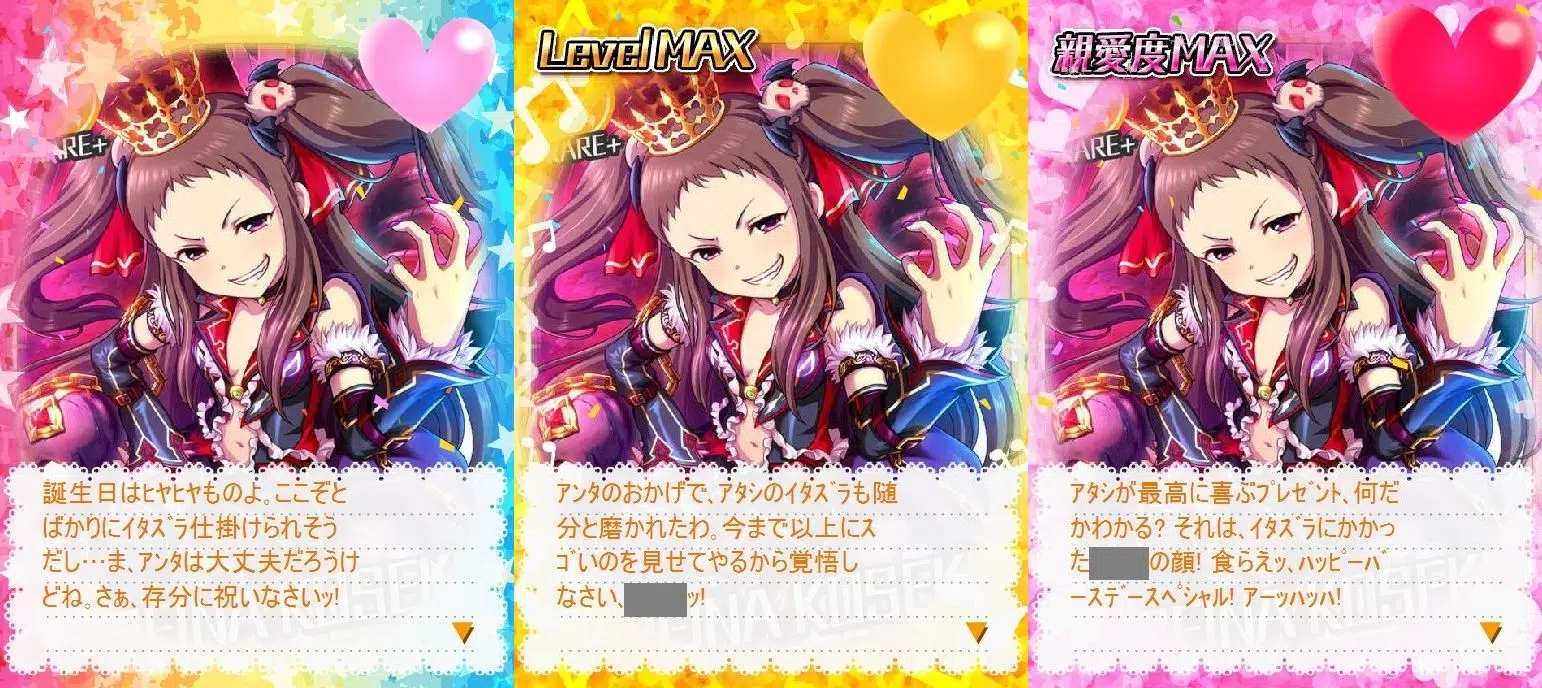 ARE+
誕生日はﾋﾔﾋﾔものよ。ここぞと
ばかりにｲﾀｽﾞﾗ仕掛けられそう
だし…ま、ｱﾝﾀは大丈夫だろうけ
どね。さぁ、存分に祝いなさいｯ!
Level MAX
ARE+
ｱﾝﾀのおかげで、ｱﾀｼのｲﾀｽﾞﾗも随
分と磨かれたわ。今まで以上にｽ
ｺﾞいのを見せてやるから覚悟し
なさい、ｯ!
親愛度MAX
ARE+
ｱﾀｼが最高に喜ぶﾌﾟﾚｾﾞﾝﾄ、何だ
かわかる? それは、ｲﾀｽﾞﾗにかかっ
たの顔! 食らえｯ、ﾊｯﾋﾟｰﾊﾞ
ｰｽﾃﾞｰｽﾍﾟｼｬﾙ! ｱｰｯﾊｯﾊ!